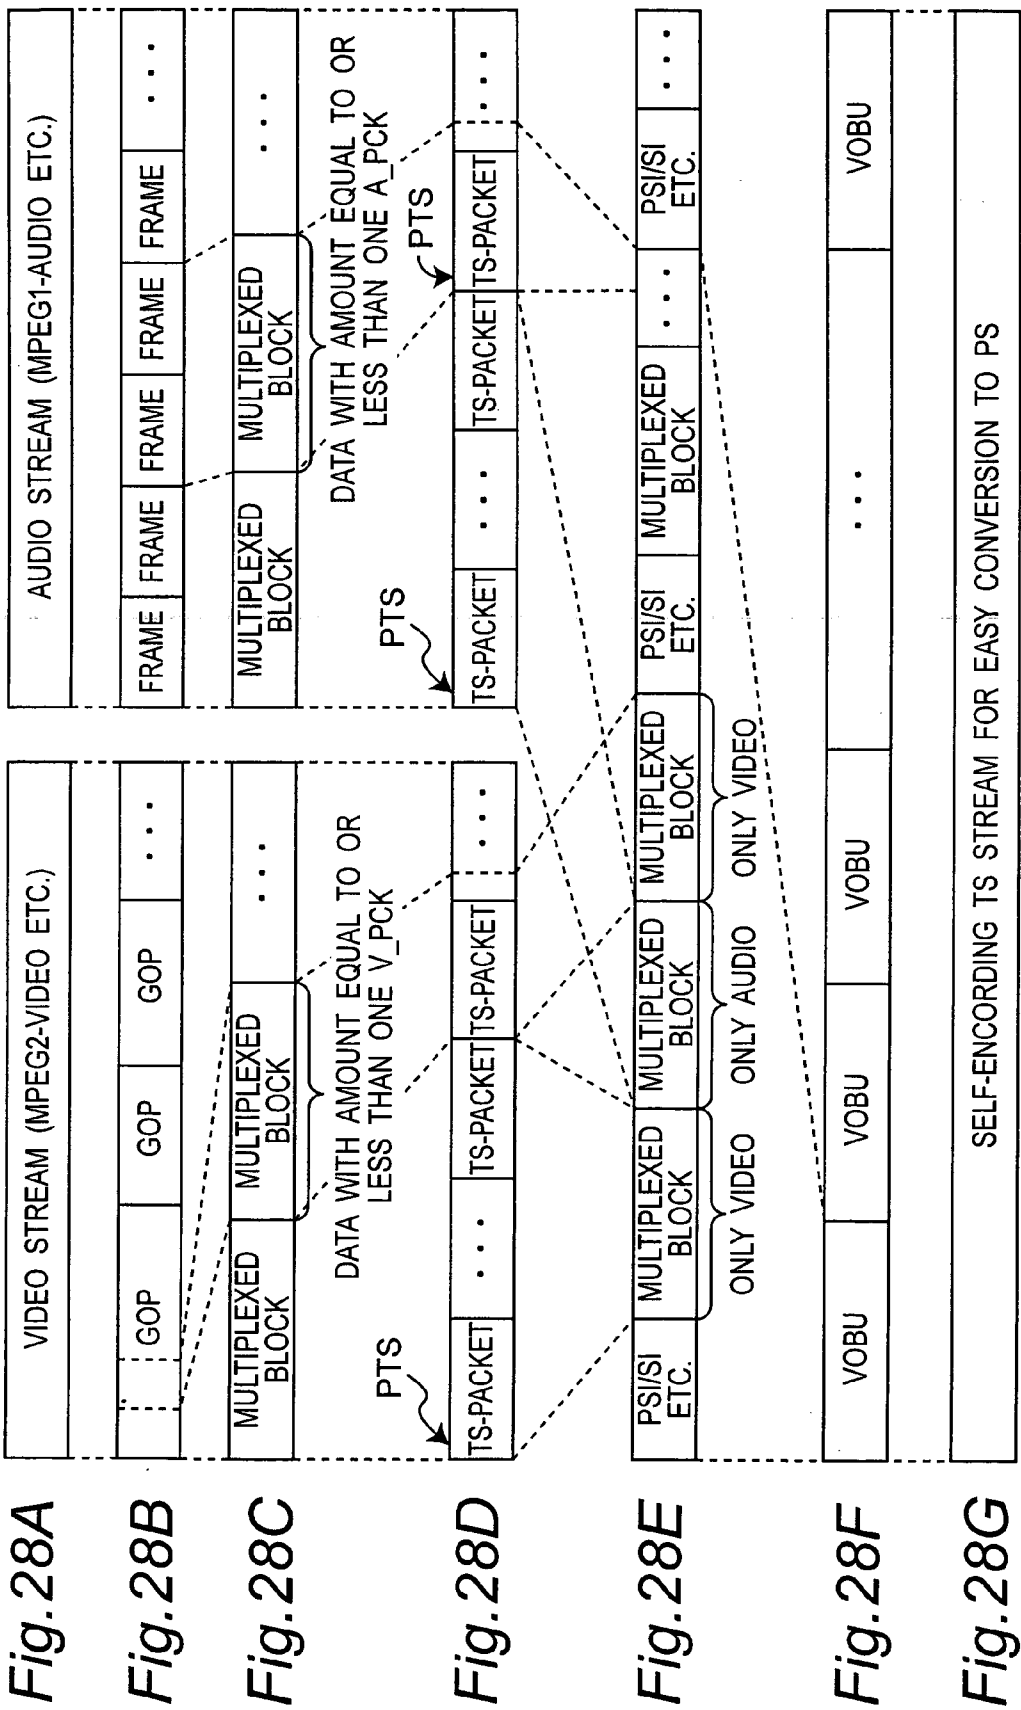 Fig.28A
VIDEO STREAM (MPEG2-VIDEO ETC.)
AUDIO STREAM (MPEG1-AUDIO ETC.)
Fig.28B
GOP
GOP
GOP
...
FRAME
FRAME
FRAME
FRAME
FRAME
...
Fig.28C
MULTIPLEXED
BLOCK
MULTIPLEXED
BLOCK
...
MULTIPLEXED
BLOCK
MULTIPLEXED
BLOCK
...
DATA WITH AMOUNT EQUAL TO OR
LESS THAN ONE V_PCK
DATA WITH AMOUNT EQUAL TO OR
LESS THAN ONE A_PCK
PTS
PTS
PTS
Fig.28D
TS-PACKET
...
TS-PACKET
TS-PACKET
...
TS-PACKET
...
TS-PACKET
TS-PACKET
...
Fig.28E
PSI/SI
ETC.
MULTIPLEXED
BLOCK
MULTIPLEXED
BLOCK
MULTIPLEXED
BLOCK
PSI/SI
ETC.
MULTIPLEXED
BLOCK
...
PSI/SI
ETC.
...
ONLY VIDEO
ONLY AUDIO
ONLY VIDEO
Fig.28F
VOBU
VOBU
VOBU
...
VOBU
Fig.28G
SELF-ENCORDING TS STREAM FOR EASY CONVERSION TO PS